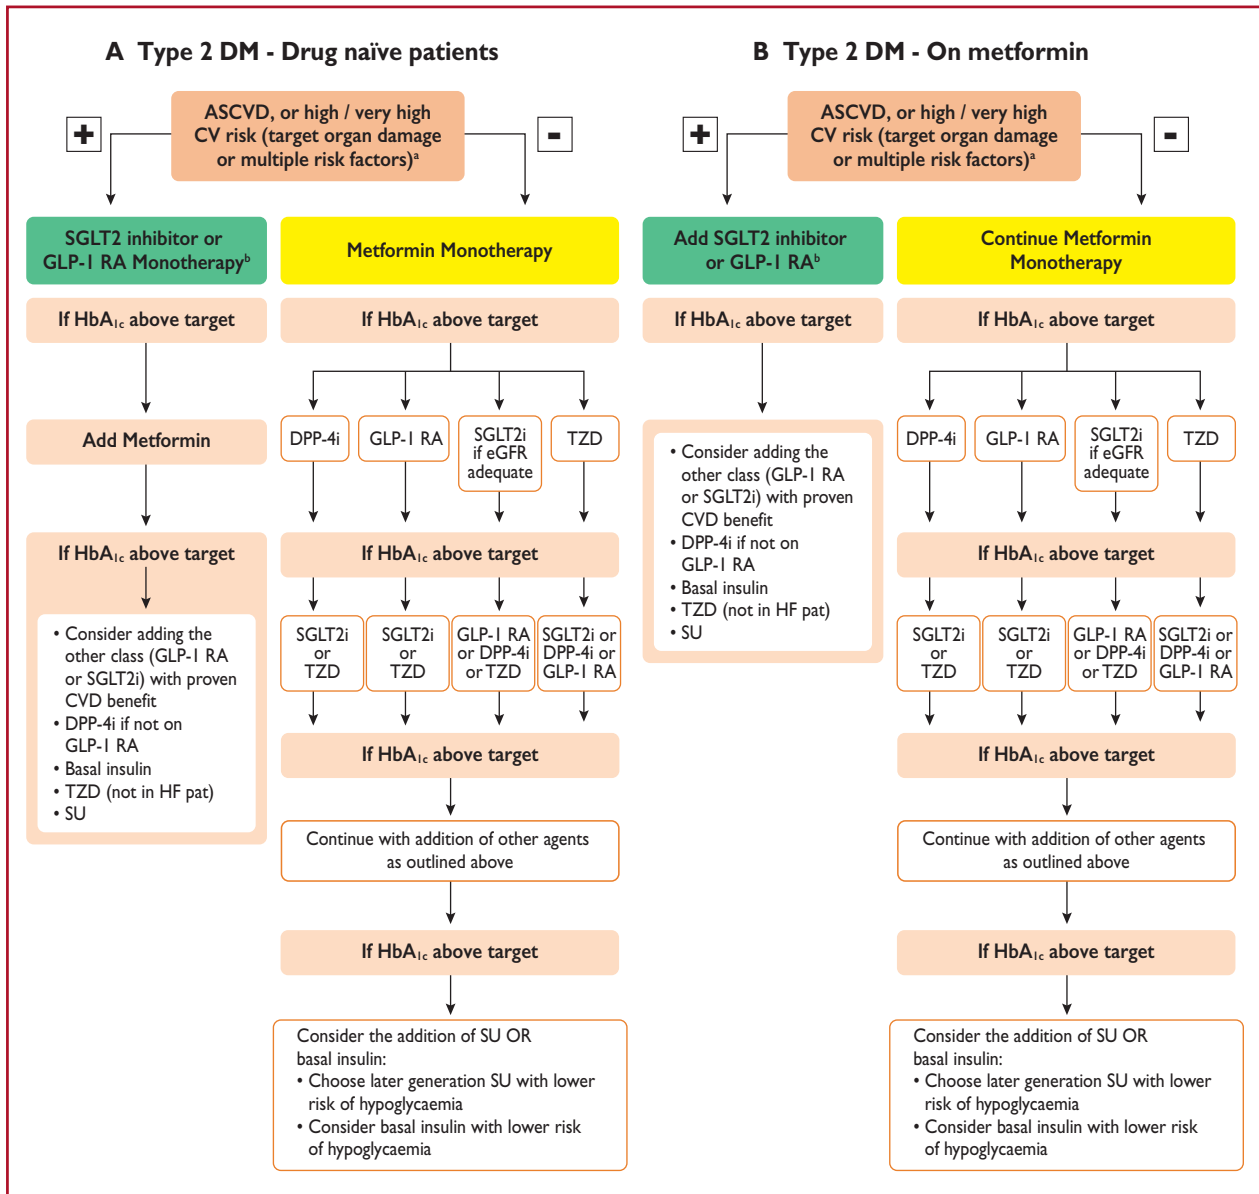 A Type 2 DM - Drug naïve patients
ASCVD, or high / very high
CV risk (target organ damage
or multiple risk factors)ᵃ
+
-
SGLT2 inhibitor or
GLP-1 RA Monotherapyᵇ
If HbA₁c above target
Add Metformin
If HbA₁c above target
• Consider adding the
other class (GLP-1 RA
or SGLT2i) with proven
CVD benefit
• DPP-4i if not on
GLP-1 RA
• Basal insulin
• TZD (not in HF pat)
• SU
Metformin Monotherapy
If HbA₁c above target
DPP-4i
GLP-1 RA
SGLT2i
if eGFR
adequate
TZD
If HbA₁c above target
SGLT2i
or
TZD
SGLT2i
or
TZD
GLP-1 RA
or DPP-4i
or TZD
SGLT2i or
DPP-4i or
GLP-1 RA
If HbA₁c above target
Continue with addition of other agents
as outlined above
If HbA₁c above target
Consider the addition of SU OR
basal insulin:
• Choose later generation SU with lower
risk of hypoglycaemia
• Consider basal insulin with lower risk
of hypoglycaemia
B Type 2 DM - On metformin
ASCVD, or high / very high
CV risk (target organ damage
or multiple risk factors)ᵃ
+
-
Add SGLT2 inhibitor
or GLP-1 RAᵇ
If HbA₁c above target
• Consider adding the
other class (GLP-1 RA
or SGLT2i) with proven
CVD benefit
• DPP-4i if not on
GLP-1 RA
• Basal insulin
• TZD (not in HF pat)
• SU
Continue Metformin
Monotherapy
If HbA₁c above target
DPP-4i
GLP-1 RA
SGLT2i
if eGFR
adequate
TZD
If HbA₁c above target
SGLT2i
or
TZD
SGLT2i
or
TZD
GLP-1 RA
or DPP-4i
or TZD
SGLT2i or
DPP-4i or
GLP-1 RA
If HbA₁c above target
Continue with addition of other agents
as outlined above
If HbA₁c above target
Consider the addition of SU OR
basal insulin:
• Choose later generation SU with lower
risk of hypoglycaemia
• Consider basal insulin with lower risk
of hypoglycaemia